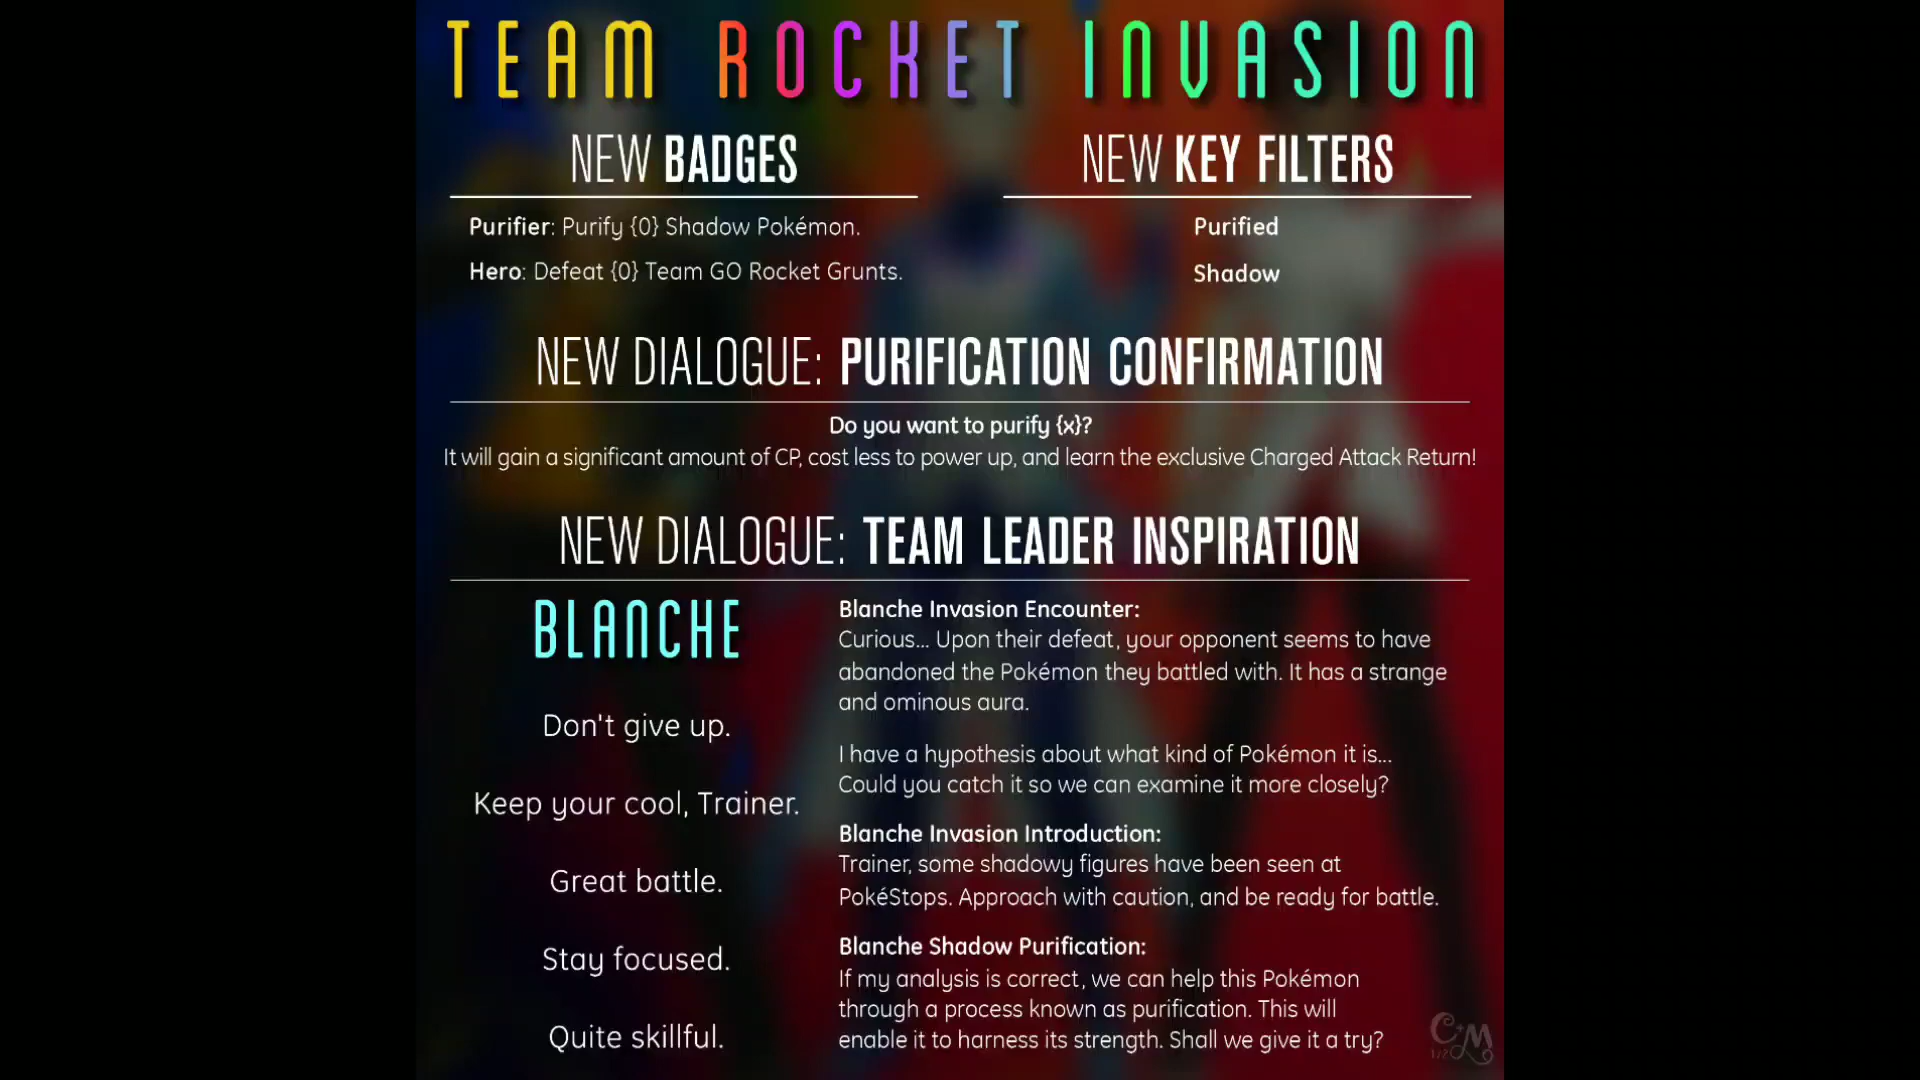 TEAM ROCKET INVASION
NEW BADGES
Purifier: Purify {0} Shadow Pokémon.
Hero: Defeat {0} Team GO Rocket Grunts.
NEW KEY FILTERS
Purified
Shadow
NEW DIALOGUE: PURIFICATION CONFIRMATION
Do you want to purify {x}?
It will gain a significant amount of CP, cost less to power up, and learn the exclusive Charged Attack Return!
NEW DIALOGUE: TEAM LEADER INSPIRATION
BLANCHE
Don't give up.
Keep your cool, Trainer.
Great battle.
Stay focused.
Quite skillful.
Blanche Invasion Encounter:
Curious... Upon their defeat, your opponent seems to have
abandoned the Pokémon they battled with. It has a strange
and ominous aura.
I have a hypothesis about what kind of Pokémon it is...
Could you catch it so we can examine it more closely?
Blanche Invasion Introduction:
Trainer, some shadowy figures have been seen at
PokéStops. Approach with caution, and be ready for battle.
Blanche Shadow Purification:
If my analysis is correct, we can help this Pokémon
through a process known as purification. This will
enable it to harness its strength. Shall we give it a try?
C+M
1/2